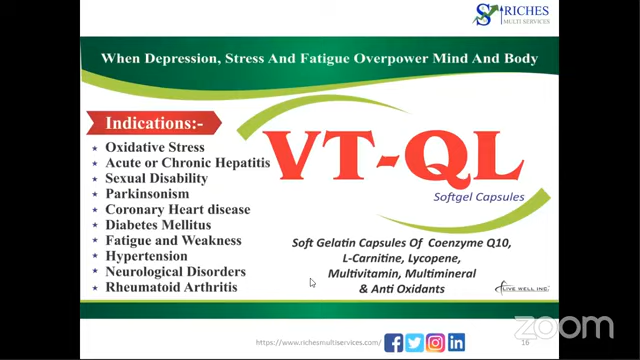 S RICHES
MULTI SERVICES
When Depression, Stress And Fatigue Overpower Mind And Body
Indications:-
Oxidative Stress
Acute or Chronic Hepatitis
Sexual Disability
Parkinsonism
Coronary Heart disease
Diabetes Mellitus
Fatigue and Weakness
Hypertension
Neurological Disorders
Rheumatoid Arthritis
VT-QL
Softgel Capsules
Soft Gelatin Capsules Of Coenzyme Q10,
L-Carnitine, Lycopene,
Multivitamin, Multimineral
& Anti Oxidants
LIVE WELL INC.
https://www.richesmultiservices.com/
16
zoom